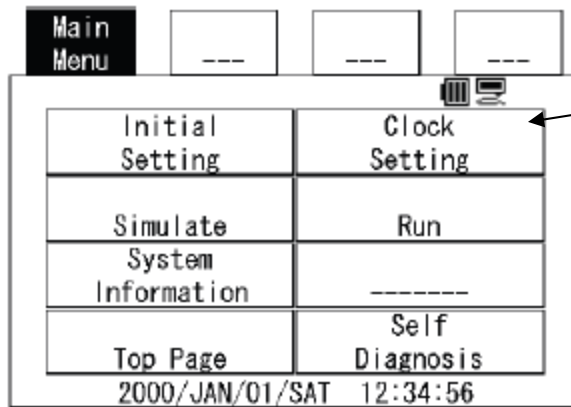 Main
Menu
--- --- ---
Initial Clock
Setting Setting
Simulate Run
System
Information -------
Self
Top Page Diagnosis
2000/JAN/01/SAT 12:34:56